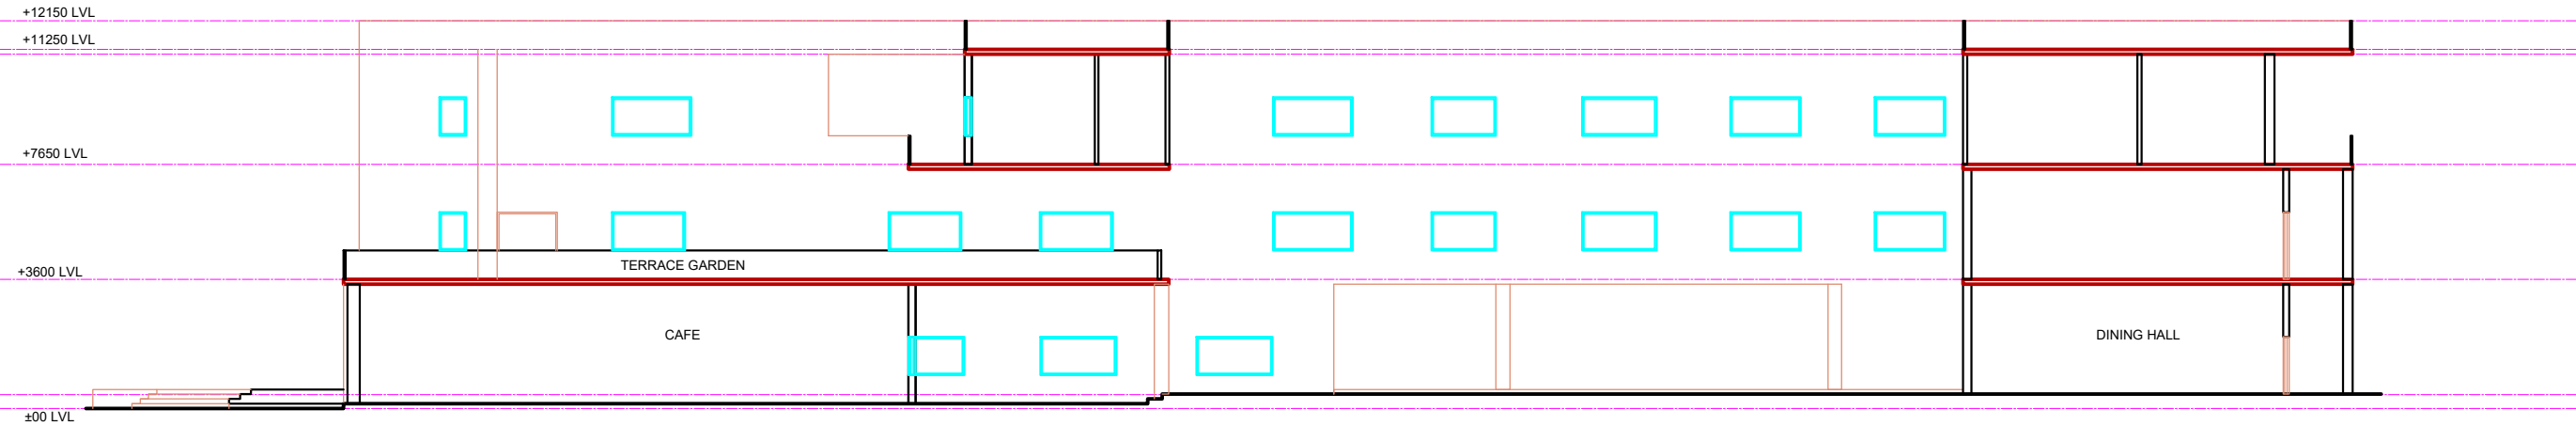 +12150 LVL
+11250 LVL
+7650 LVL
+3600 LVL
TERRACE GARDEN
CAFE
DINING HALL
±00 LVL